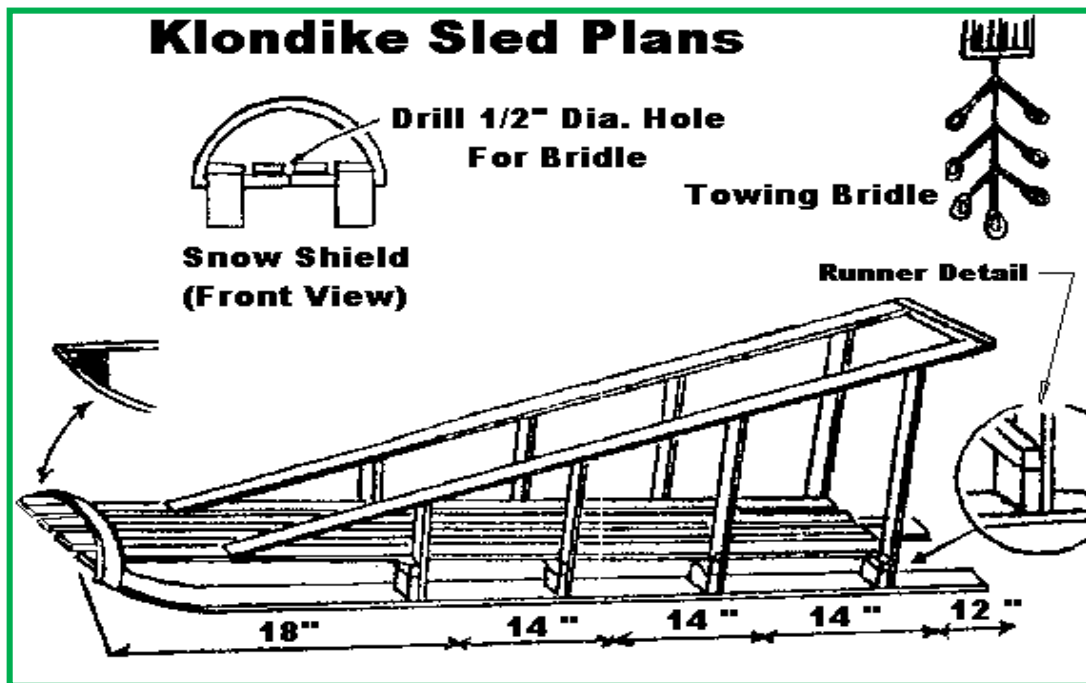 Klondike Sled Plans
Drill 1/2" Dia. Hole
For Bridle
Towing Bridle
Snow Shield
(Front View)
Runner Detail
18"
14 "
14 "
14 "
12 "